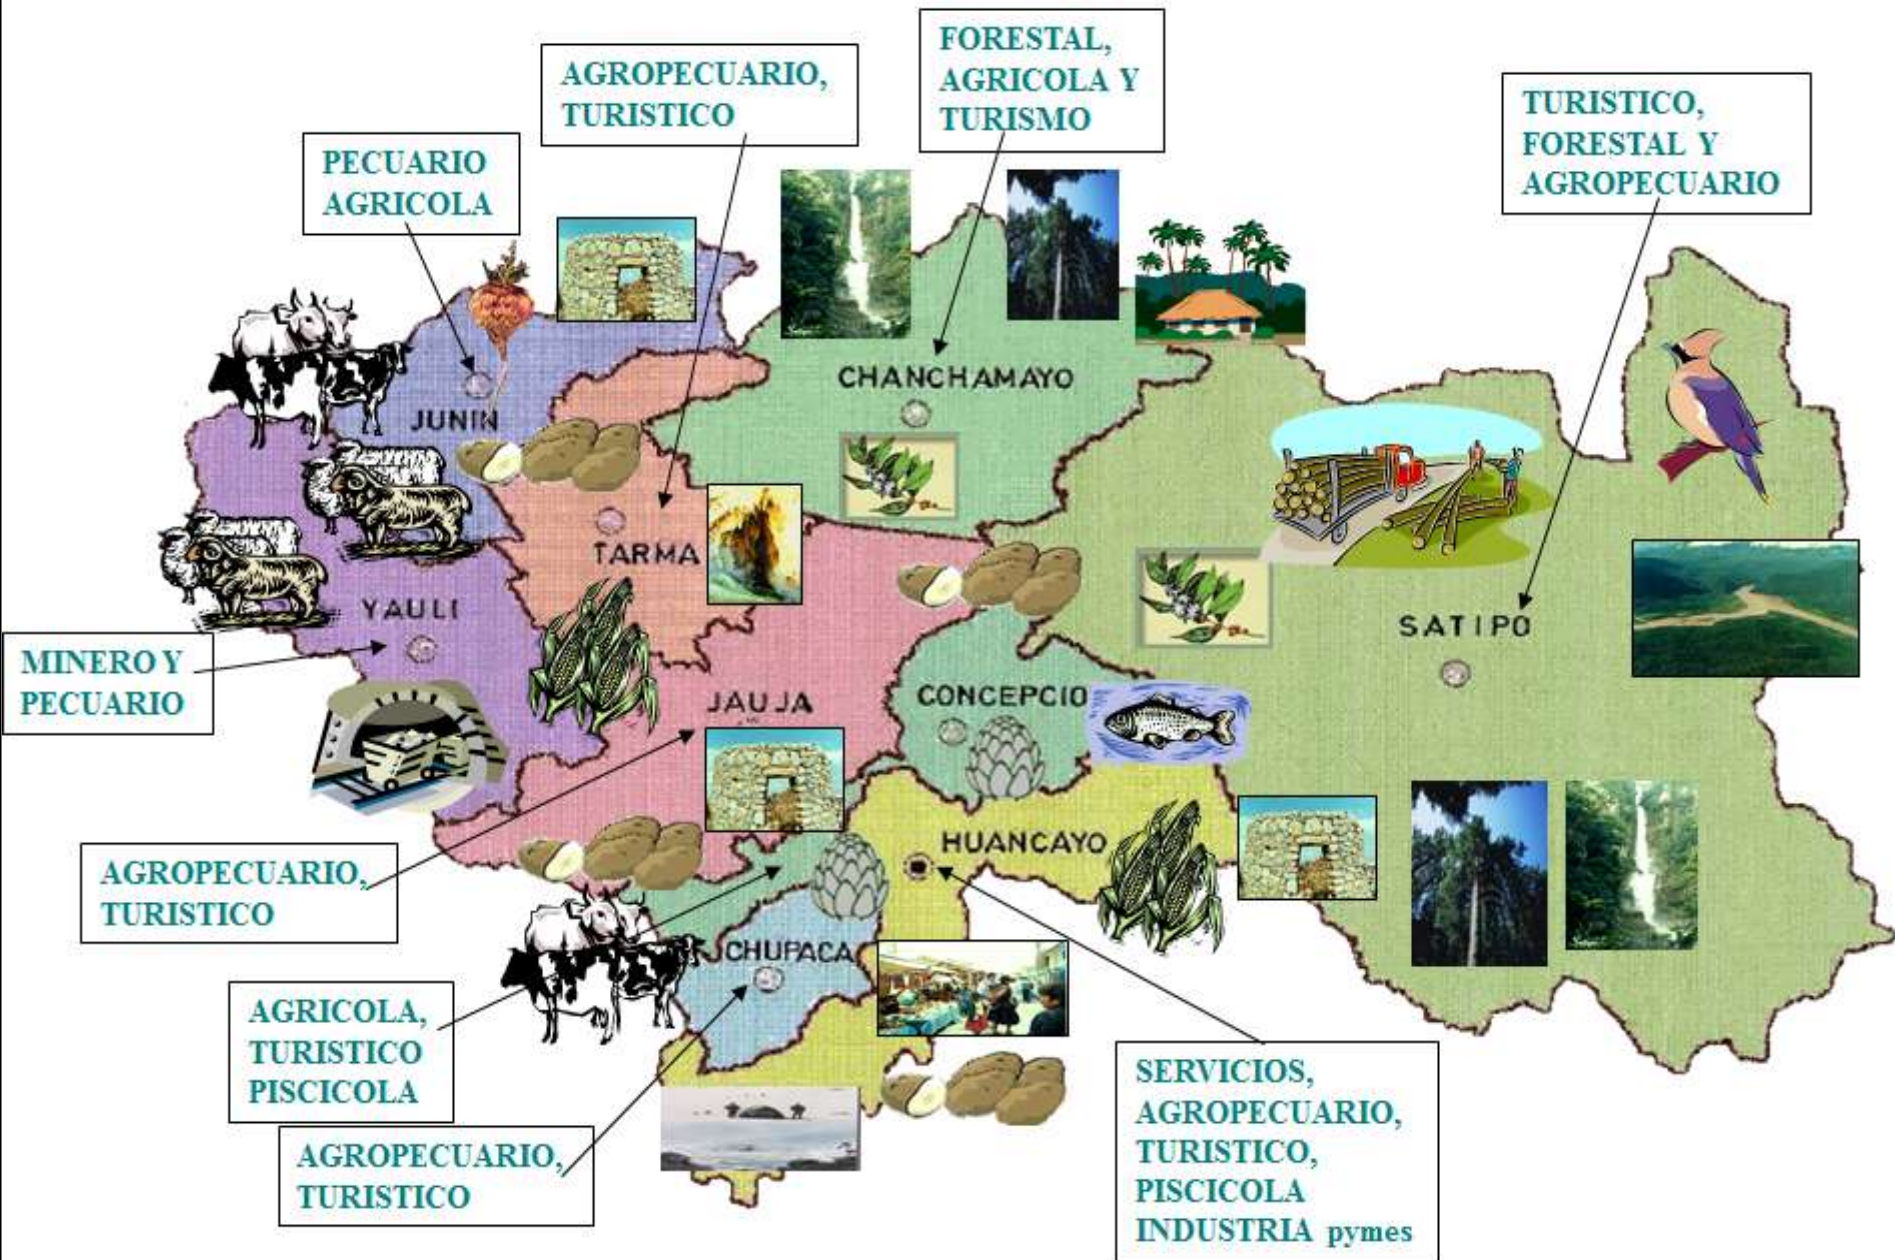 FORESTAL,
AGRICOLA Y
TURISMO
AGROPECUARIO,
TURISTICO
TURISTICO,
FORESTAL Y
AGROPECUARIO
PECUARIO
AGRICOLA
CHANCHAMAYO
JUNIN
TARMA
YAULI
SATIPO
MINERO Y
PECUARIO
JAUJA
CONCEPCIO
HUANCAYO
AGROPECUARIO,
TURISTICO
CHUPACA
AGRICOLA,
TURISTICO
PISCICOLA
SERVICIOS,
AGROPECUARIO,
TURISTICO,
PISCICOLA
INDUSTRIA pymes
AGROPECUARIO,
TURISTICO